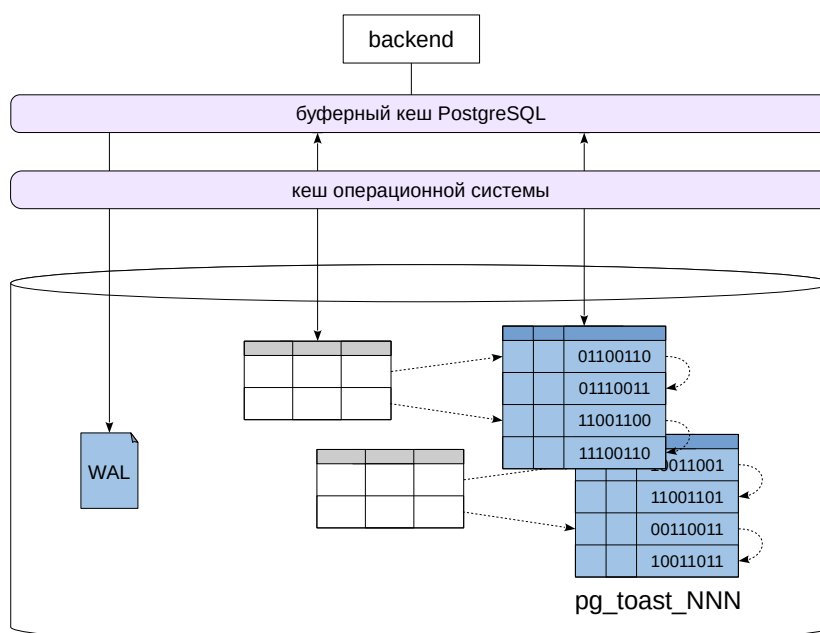 backend
буферный кеш PostgreSQL
кеш операционной системы
01100110
01110011
11001100
11100110
WAL
11001101
00110011
10011011
pg_toast_NNN